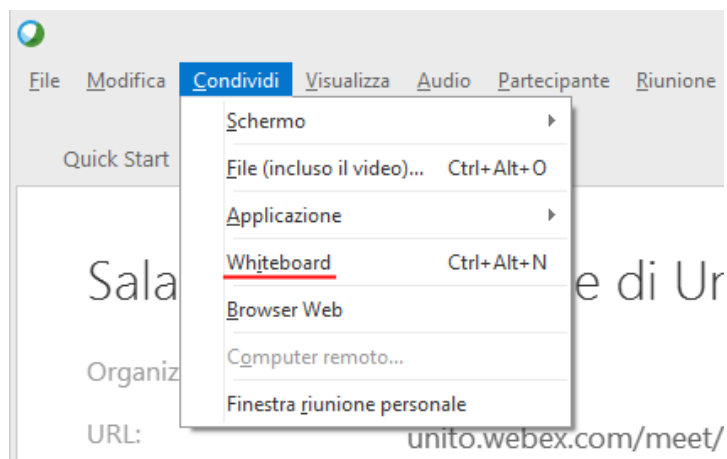 File Modifica Condividi Visualizza Audio Partecipante Riunione
Schermo
Quick Start
File (incluso il video)... Ctrl+Alt+O
Applicazione
Whiteboard Ctrl+Alt+N
Sala e di Un
Browser Web
Computer remoto...
Organiz
Finestra riunione personale
URL: unito.webex.com/meet/